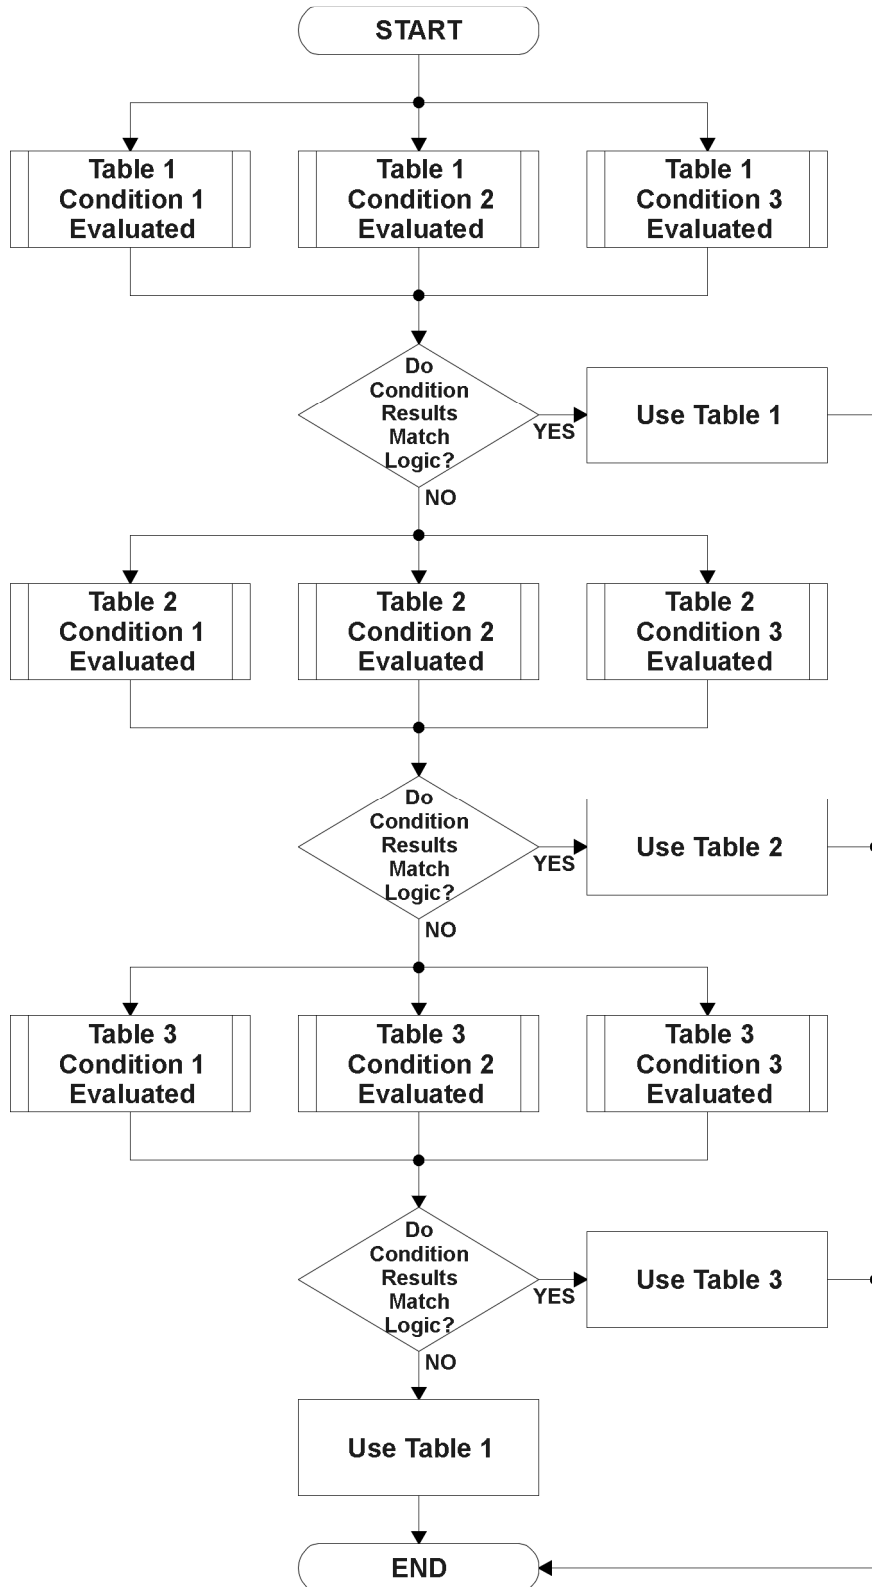 START
Table 1
Condition 1
Evaluated
Table 1
Condition 2
Evaluated
Table 1
Condition 3
Evaluated
Do
Condition
Results
Match
Logic?
YES
Use Table 1
NO
Table 2
Condition 1
Evaluated
Table 2
Condition 2
Evaluated
Table 2
Condition 3
Evaluated
Do
Condition
Results
Match
Logic?
YES
Use Table 2
NO
Table 3
Condition 1
Evaluated
Table 3
Condition 2
Evaluated
Table 3
Condition 3
Evaluated
Do
Condition
Results
Match
Logic?
YES
Use Table 3
NO
Use Table 1
END